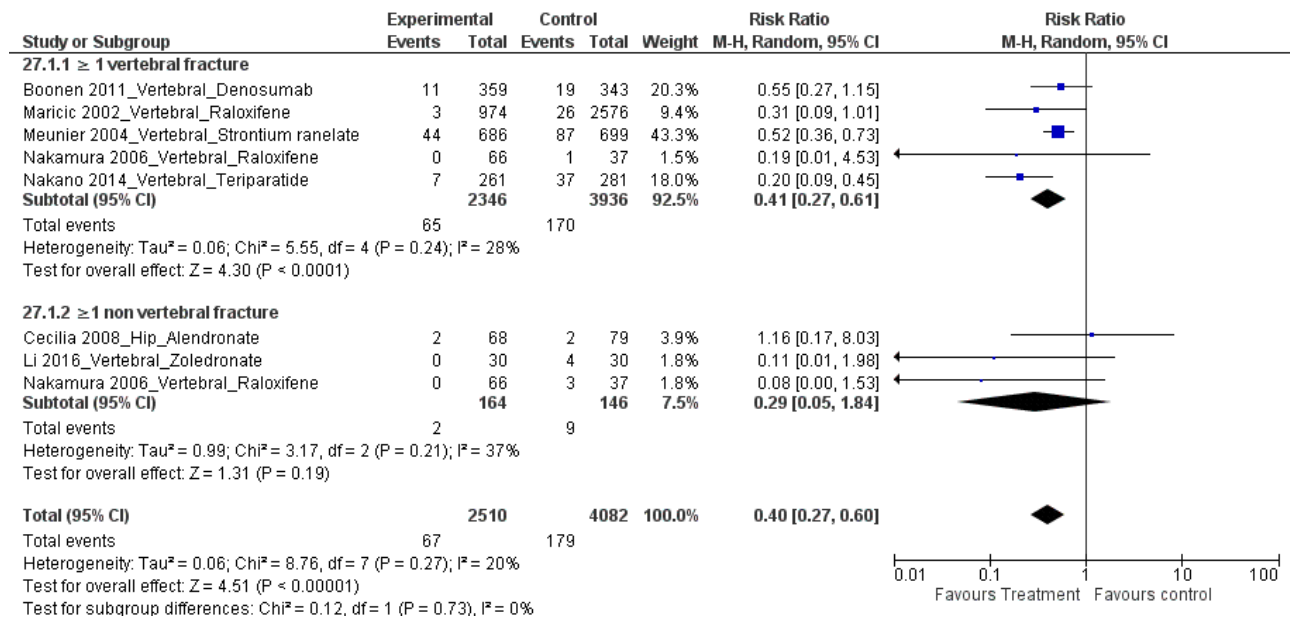 Experimental Control Risk Ratio Risk Ratio
Study or Subgroup Events Total Events Total Weight M-H, Random, 95% CI M-H, Random, 95% CI
27.1.1 ≥ 1 vertebral fracture
Boonen 2011_Vertebral_Denosumab 11 359 19 343 20.3% 0.55 [0.27, 1.15]
Maricic 2002_Vertebral_Raloxifene 3 974 26 2576 9.4% 0.31 [0.09, 1.01]
Meunier 2004_Vertebral_Strontium ranelate 44 686 87 699 43.3% 0.52 [0.36, 0.73]
Nakamura 2006_Vertebral_Raloxifene 0 66 1 37 1.5% 0.19 [0.01, 4.53]
Nakano 2014_Vertebral_Teriparatide 7 261 37 281 18.0% 0.20 [0.09, 0.45]
Subtotal (95% CI) 2346 3936 92.5% 0.41 [0.27, 0.61]
Total events 65 170
Heterogeneity: Tau² = 0.06; Chi² = 5.55, df = 4 (P = 0.24); I² = 28%
Test for overall effect: Z = 4.30 (P < 0.0001)
27.1.2 ≥1 non vertebral fracture
Cecilia 2008_Hip_Alendronate 2 68 2 79 3.9% 1.16 [0.17, 8.03]
Li 2016_Vertebral_Zoledronate 0 30 4 30 1.8% 0.11 [0.01, 1.98]
Nakamura 2006_Vertebral_Raloxifene 0 66 3 37 1.8% 0.08 [0.00, 1.53]
Subtotal (95% CI) 164 146 7.5% 0.29 [0.05, 1.84]
Total events 2 9
Heterogeneity: Tau² = 0.99; Chi² = 3.17, df = 2 (P = 0.21); I² = 37%
Test for overall effect: Z = 1.31 (P = 0.19)
Total (95% CI) 2510 4082 100.0% 0.40 [0.27, 0.60]
Total events 67 179
Heterogeneity: Tau² = 0.06; Chi² = 8.76, df = 7 (P = 0.27); I² = 20%
Test for overall effect: Z = 4.51 (P < 0.00001)
Test for subgroup differences: Chi² = 0.12, df = 1 (P = 0.73), I² = 0%
0.01 0.1 1 10 100
Favours Treatment Favours control